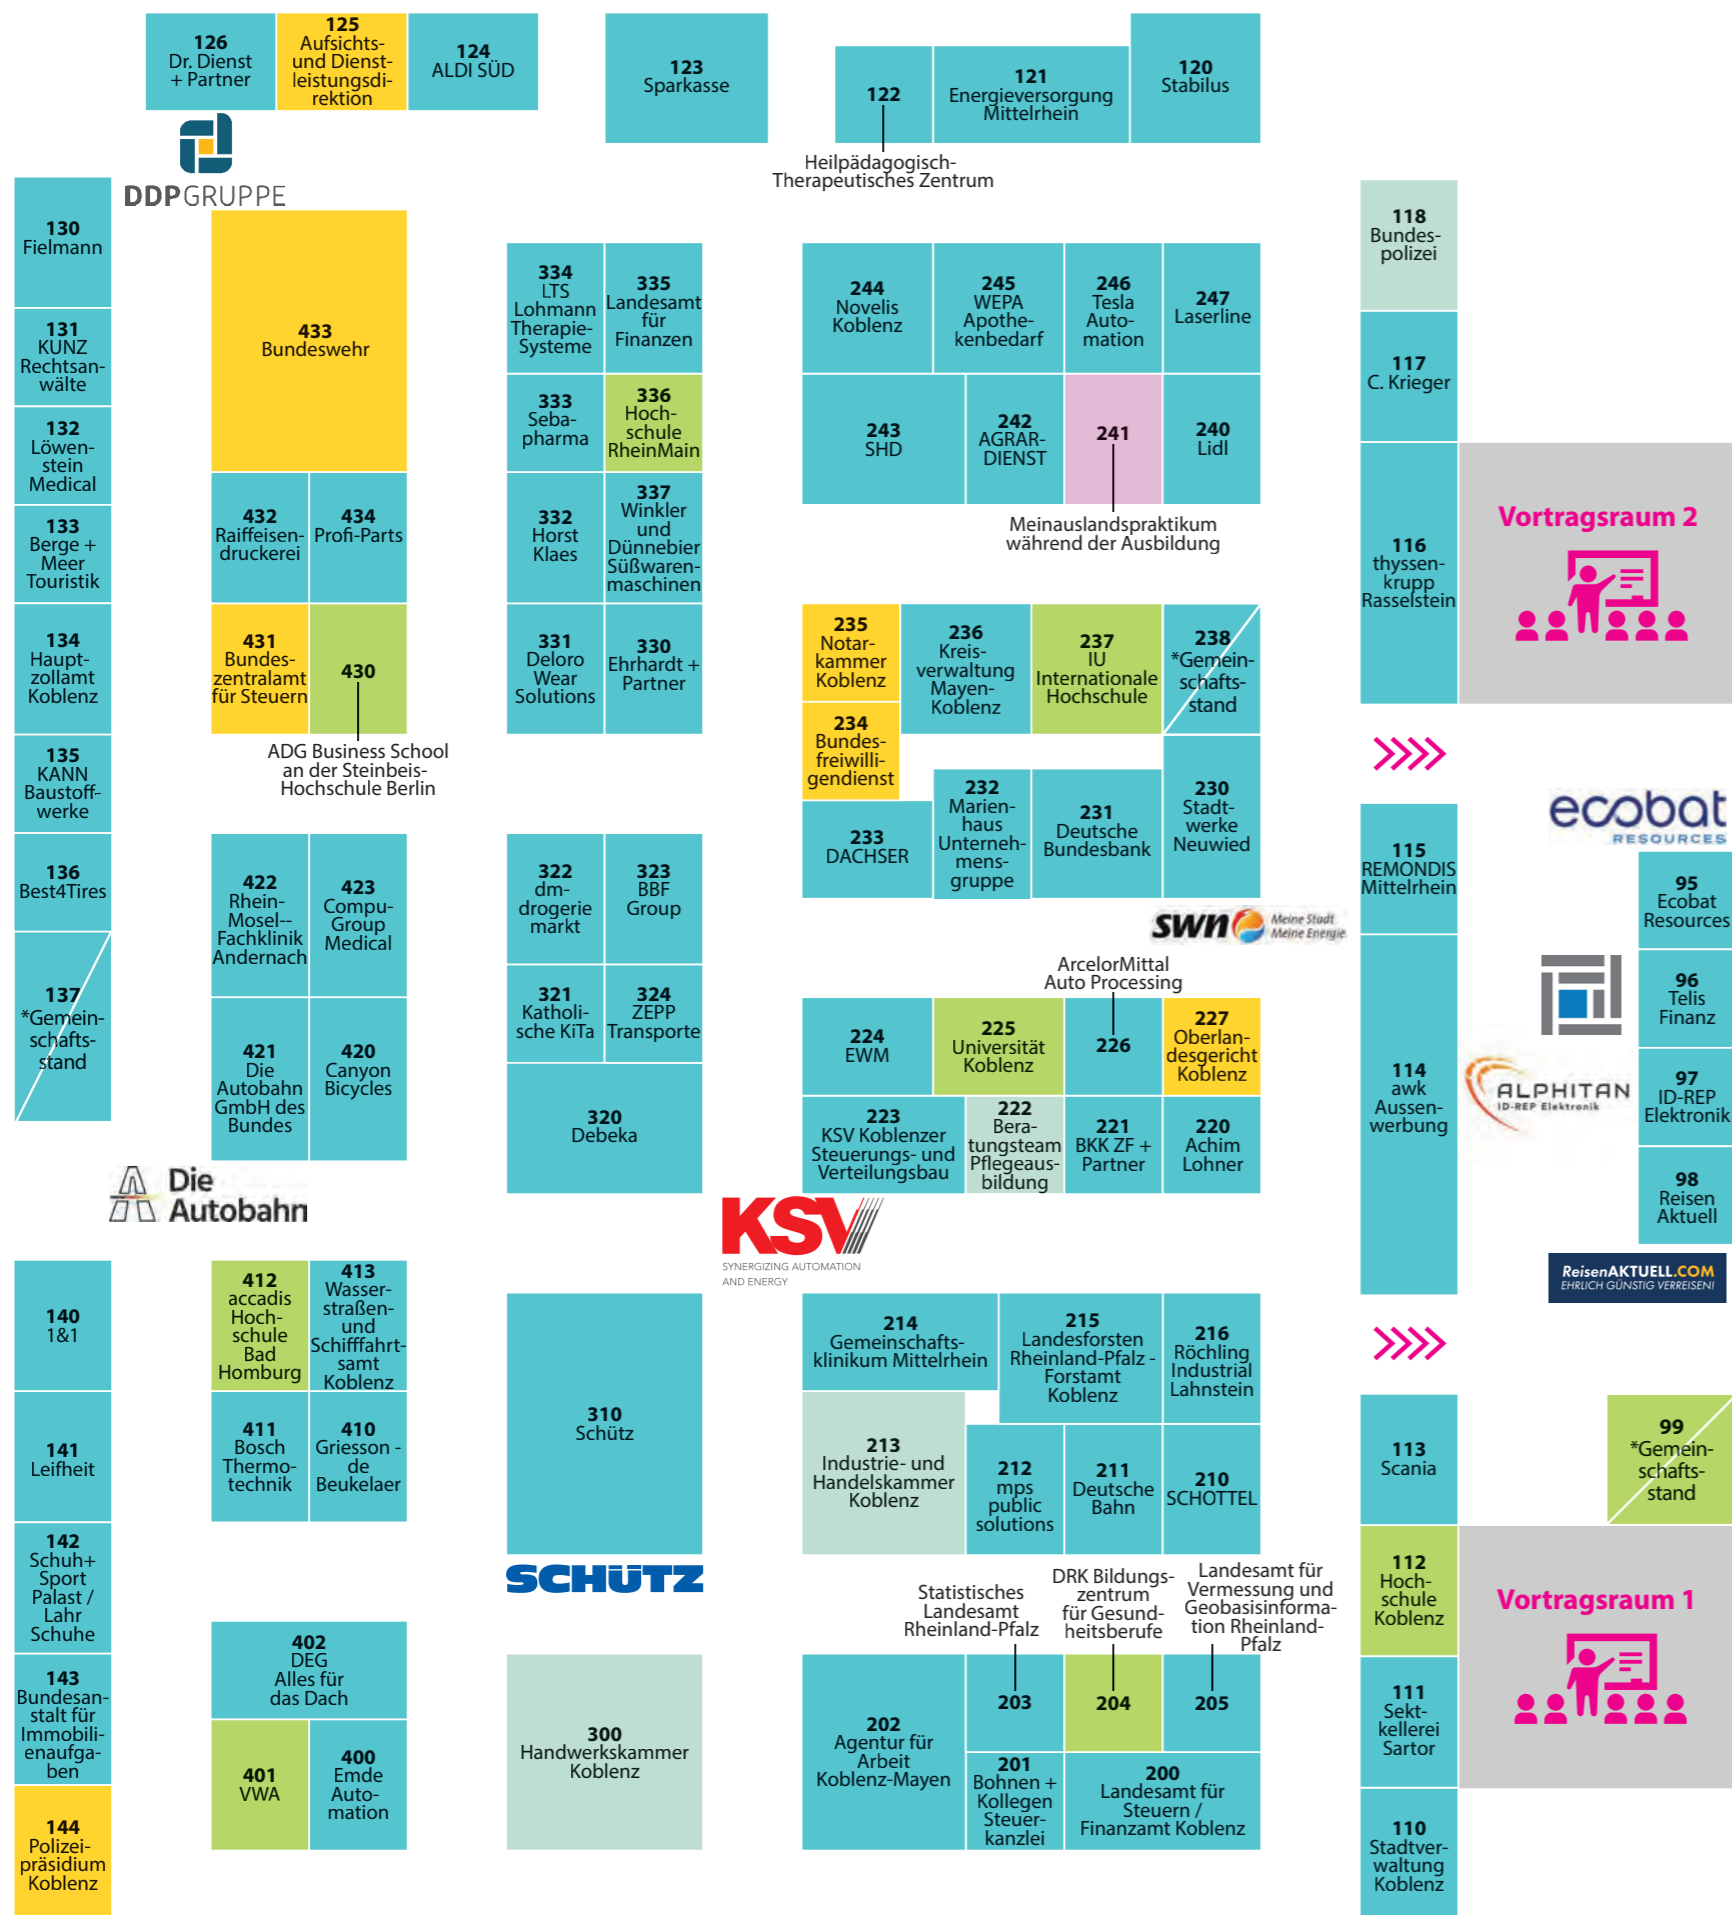 126
Dr. Dienst
+ Partner
125
Aufsichts-
und Dienst-
leistungsdi-
rektion
124
ALDI SÜD
123
Sparkasse
122
Heilpädagogisch-
Therapeutisches Zentrum
121
Energieversorgung
Mittelrhein
120
Stabilus
DDPGRUPPE
130
Fielmann
131
KUNZ
Rechtsan-
wälte
132
Löwen-
stein
Medical
133
Berge +
Meer
Touristik
134
Haupt-
zollamt
Koblenz
135
KANN
Baustoff-
werke
136
Best4Tires
137
*Gemein-
schafts-
stand
433
Bundeswehr
432
Raiffeisen-
druckerei
434
Profi-Parts
431
Bundes-
zentralamt
für Steuern
430
ADG Business School
an der Steinbeis-
Hochschule Berlin
334
LTS
Lohmann
Therapie-
Systeme
335
Landesamt
für
Finanzen
333
Seba-
pharma
336
Hoch-
schule
RheinMain
332
Horst
Klaes
337
Winkler
und
Dünnebier
Süßwaren-
maschinen
331
Deloro
Wear
Solutions
330
Ehrhardt +
Partner
244
Novelis
Koblenz
245
WEPA
Apothe-
kenbedarf
246
Tesla
Auto-
mation
247
Laserline
243
SHD
242
AGRAR-
DIENST
241
Meinauslandspraktikum
während der Ausbildung
240
Lidl
118
Bundes-
polizei
117
C. Krieger
116
thyssen-
krupp
Rasselstein
Vortragsraum 2
235
Notar-
kammer
Koblenz
236
Kreis-
verwaltung
Mayen-
Koblenz
237
IU
Internationale
Hochschule
238
*Gemein-
schafts-
stand
234
Bundes-
freiwilli-
gendienst
233
DACHSER
232
Marien-
haus
Unterneh-
mens-
gruppe
231
Deutsche
Bundesbank
230
Stadt-
werke
Neuwied
swn Meine Stadt.
Meine Energie.
422
Rhein-
Mosel--
Fachklinik
Andernach
423
Compu-
Group
Medical
421
Die
Autobahn
GmbH des
Bundes
420
Canyon
Bicycles
Die
Autobahn
322
dm-
drogerie
markt
323
BBF
Group
321
Katholi-
sche KiTa
324
ZEPP
Transporte
320
Debeka
ArcelorMittal
Auto Processing
224
EWM
225
Universität
Koblenz
226
227
Oberlan-
desgericht
Koblenz
223
KSV Koblenzer
Steuerungs- und
Verteilungsbau
222
Bera-
tungsteam
Pflegeaus-
bildung
221
BKK ZF +
Partner
220
Achim
Lohner
KSV
SYNERGIZING AUTOMATION
AND ENERGY
115
REMONDIS
Mittelrhein
114
awk
Aussen-
werbung
ecobat
RESOURCES
95
Ecobat
Resources
96
Telis
Finanz
ALPHITAN
ID-REP Elektronik
97
ID-REP
Elektronik
98
Reisen
Aktuell
ReisenAKTUELL.COM
EHRLICH GÜNSTIG VERREISEN!
140
1&1
141
Leifheit
142
Schuh+
Sport
Palast /
Lahr
Schuhe
143
Bundesan-
stalt für
Immobili-
enaufga-
ben
144
Polizei-
präsidium
Koblenz
412
accadis
Hoch-
schule
Bad
Homburg
413
Wasser-
straßen-
und
Schifffahrt-
samt
Koblenz
411
Bosch
Thermo-
technik
410
Griesson -
de
Beukelaer
402
DEG
Alles für
das Dach
401
VWA
400
Emde
Auto-
mation
310
Schütz
SCHÜTZ
300
Handwerkskammer
Koblenz
214
Gemeinschafts-
klinikum Mittelrhein
215
Landesforsten
Rheinland-Pfalz -
Forstamt
Koblenz
216
Röchling
Industrial
Lahnstein
213
Industrie- und
Handelskammer
Koblenz
212
mps
public
solutions
211
Deutsche
Bahn
210
SCHOTTEL
Statistisches
Landesamt
Rheinland-Pfalz
DRK Bildungs-
zentrum
für Gesund-
heitsberufe
Landesamt für
Vermessung und
Geobasisinforma-
tion Rheinland-
Pfalz
202
Agentur für
Arbeit
Koblenz-Mayen
203
204
205
201
Bohnen +
Kollegen
Steuer-
kanzlei
200
Landesamt für
Steuern /
Finanzamt Koblenz
113
Scania
99
*Gemein-
schafts-
stand
112
Hoch-
schule
Koblenz
Vortragsraum 1
111
Sekt-
kellerei
Sartor
110
Stadtver-
waltung
Koblenz